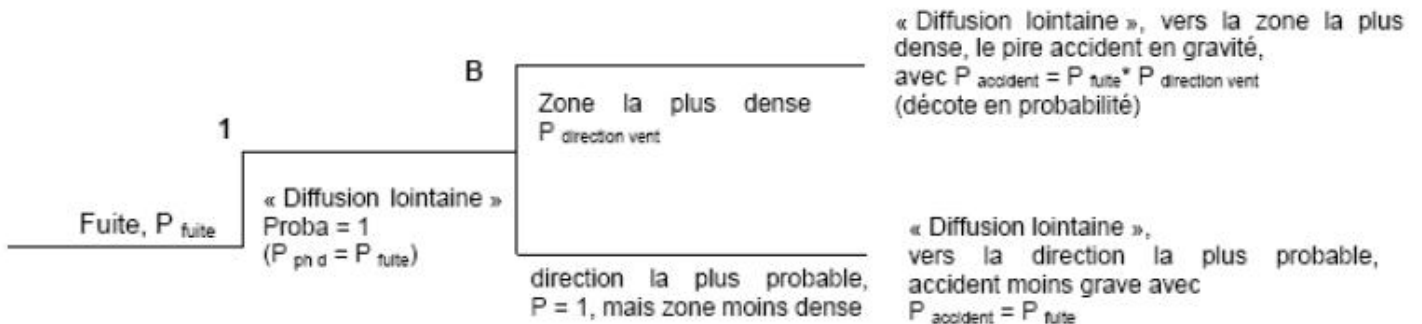 Fuite, P fuite
1
« Diffusion lointaine »
Proba = 1
(P ph d = P fuite)
B
Zone la plus dense
P direction vent
direction la plus probable,
P = 1, mais zone moins dense
« Diffusion lointaine », vers la zone la plus
dense, le pire accident en gravité,
avec P accident = P fuite* P direction vent
(décote en probabilité)
« Diffusion lointaine »,
vers la direction la plus probable,
accident moins grave avec
P accident = P fuite